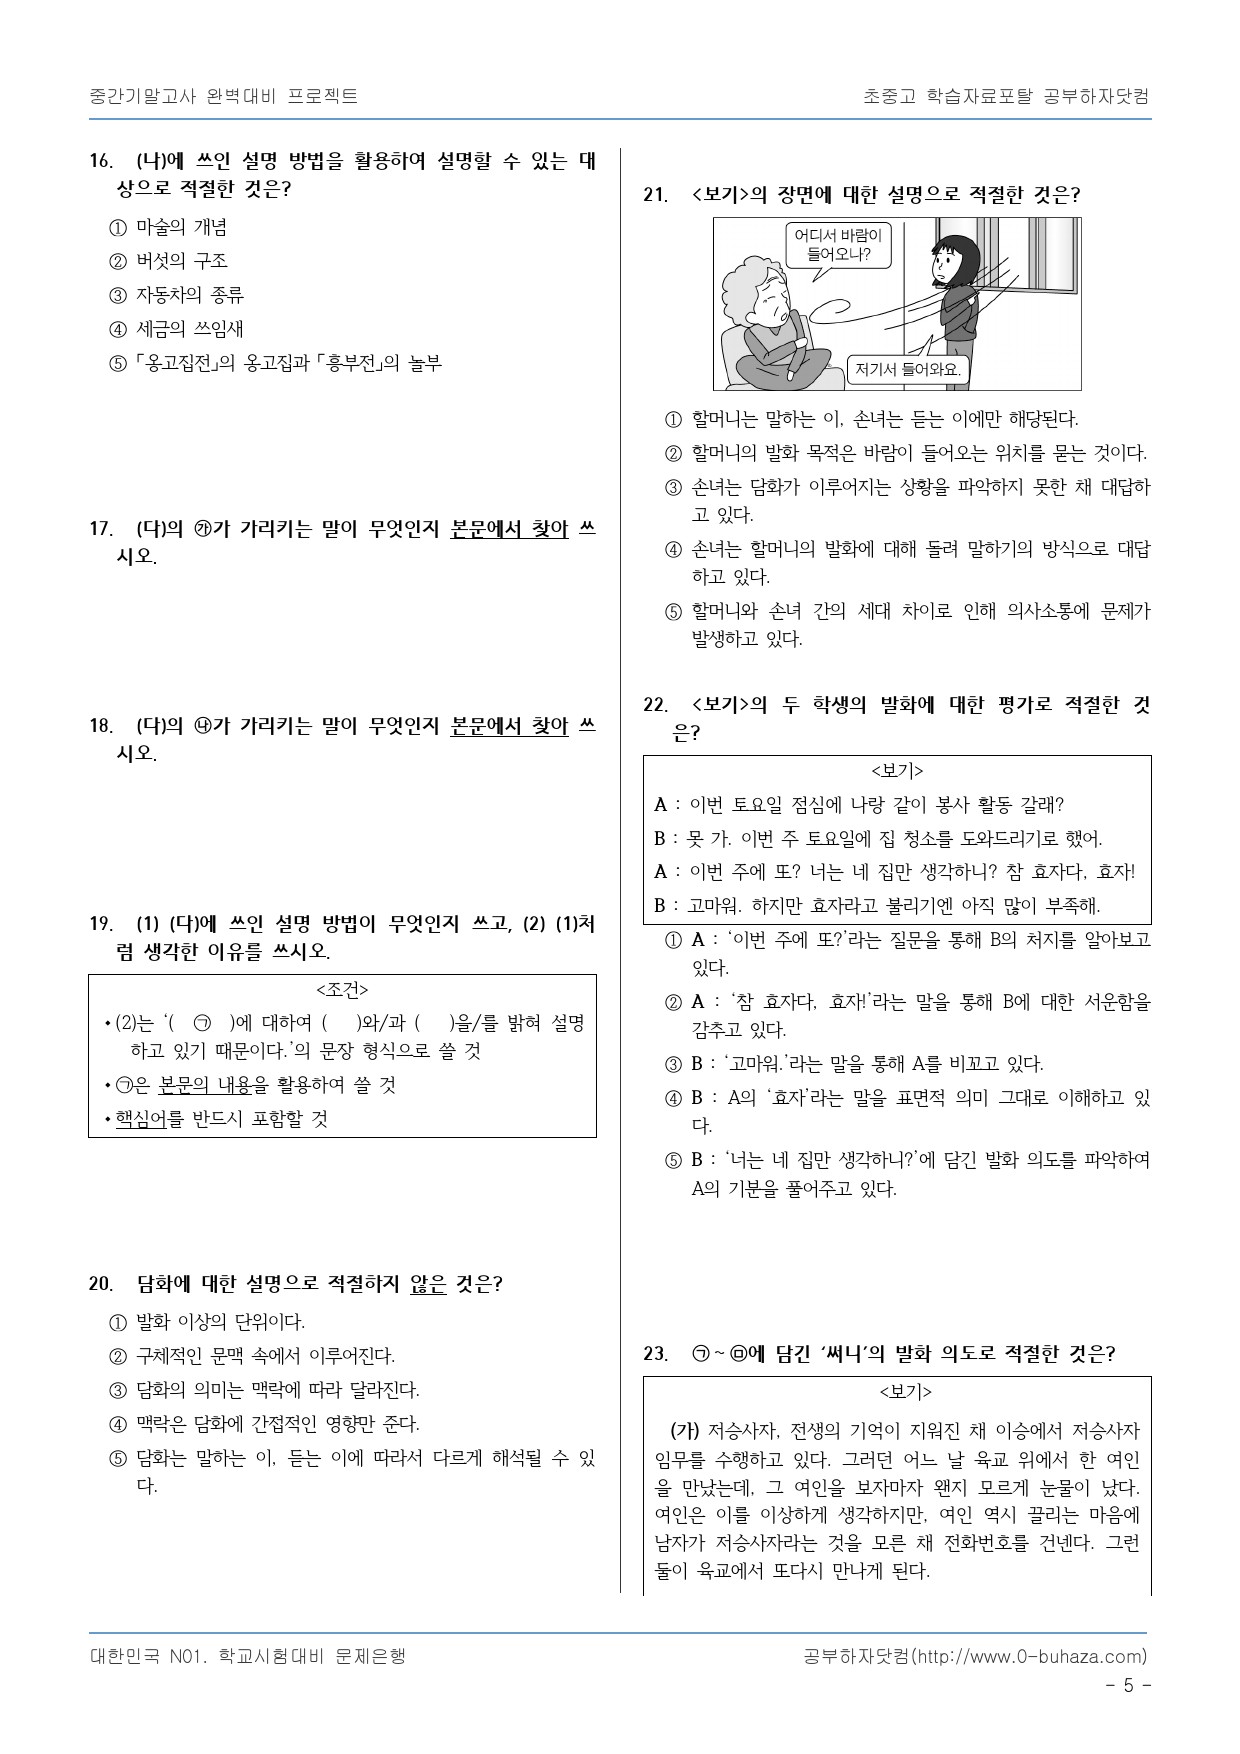 중간기말고사 완벽대비 프로젝트
초중고 학습자료포탈 공부하자닷컴
16. (나)에 쓰인 설명 방법을 활용하여 설명할 수 있는 대
상으로 적절한 것은?
① 마술의 개념
② 버섯의 구조
③ 자동차의 종류
④ 세금의 쓰임새
⑤ 「옹고집전」의 옹고집과 「흥부전」의 놀부
17. (다)의 ㉮가 가리키는 말이 무엇인지 본문에서 찾아 쓰
시오.
18. (다)의 ㉯가 가리키는 말이 무엇인지 본문에서 찾아 쓰
시오.
19. (1) (다)에 쓰인 설명 방법이 무엇인지 쓰고, (2) (1)처
럼 생각한 이유를 쓰시오.
<조건>
•(2)는 ‘( ㉠ )에 대하여 ( )와/과 ( )을/를 밝혀 설명
하고 있기 때문이다.’의 문장 형식으로 쓸 것
•㉠은 본문의 내용을 활용하여 쓸 것
•핵심어를 반드시 포함할 것
20. 담화에 대한 설명으로 적절하지 않은 것은?
① 발화 이상의 단위이다.
② 구체적인 문맥 속에서 이루어진다.
③ 담화의 의미는 맥락에 따라 달라진다.
④ 맥락은 담화에 간접적인 영향만 준다.
⑤ 담화는 말하는 이, 듣는 이에 따라서 다르게 해석될 수 있
다.
21. <보기>의 장면에 대한 설명으로 적절한 것은?
어디서 바람이
들어오나?
저기서 들어와요.
① 할머니는 말하는 이, 손녀는 듣는 이에만 해당된다.
② 할머니의 발화 목적은 바람이 들어오는 위치를 묻는 것이다.
③ 손녀는 담화가 이루어지는 상황을 파악하지 못한 채 대답하
고 있다.
④ 손녀는 할머니의 발화에 대해 돌려 말하기의 방식으로 대답
하고 있다.
⑤ 할머니와 손녀 간의 세대 차이로 인해 의사소통에 문제가
발생하고 있다.
22. <보기>의 두 학생의 발화에 대한 평가로 적절한 것
은?
<보기>
A : 이번 토요일 점심에 나랑 같이 봉사 활동 갈래?
B : 못 가. 이번 주 토요일에 집 청소를 도와드리기로 했어.
A : 이번 주에 또? 너는 네 집만 생각하니? 참 효자다, 효자!
B : 고마워. 하지만 효자라고 불리기엔 아직 많이 부족해.
① A : ‘이번 주에 또?’라는 질문을 통해 B의 처지를 알아보고
있다.
② A : ‘참 효자다, 효자!’라는 말을 통해 B에 대한 서운함을
감추고 있다.
③ B : ‘고마워.’라는 말을 통해 A를 비꼬고 있다.
④ B : A의 ‘효자’라는 말을 표면적 의미 그대로 이해하고 있
다.
⑤ B : ‘너는 네 집만 생각하니?’에 담긴 발화 의도를 파악하여
A의 기분을 풀어주고 있다.
23. ㉠~㉤에 담긴 ‘써니’의 발화 의도로 적절한 것은?
<보기>
(가) 저승사자, 전생의 기억이 지워진 채 이승에서 저승사자
임무를 수행하고 있다. 그러던 어느 날 육교 위에서 한 여인
을 만났는데, 그 여인을 보자마자 왠지 모르게 눈물이 났다.
여인은 이를 이상하게 생각하지만, 여인 역시 끌리는 마음에
남자가 저승사자라는 것을 모른 채 전화번호를 건넨다. 그런
둘이 육교에서 또다시 만나게 된다.
대한민국 N01. 학교시험대비 문제은행
공부하자닷컴(http://www.0-buhaza.com)
- 5 -